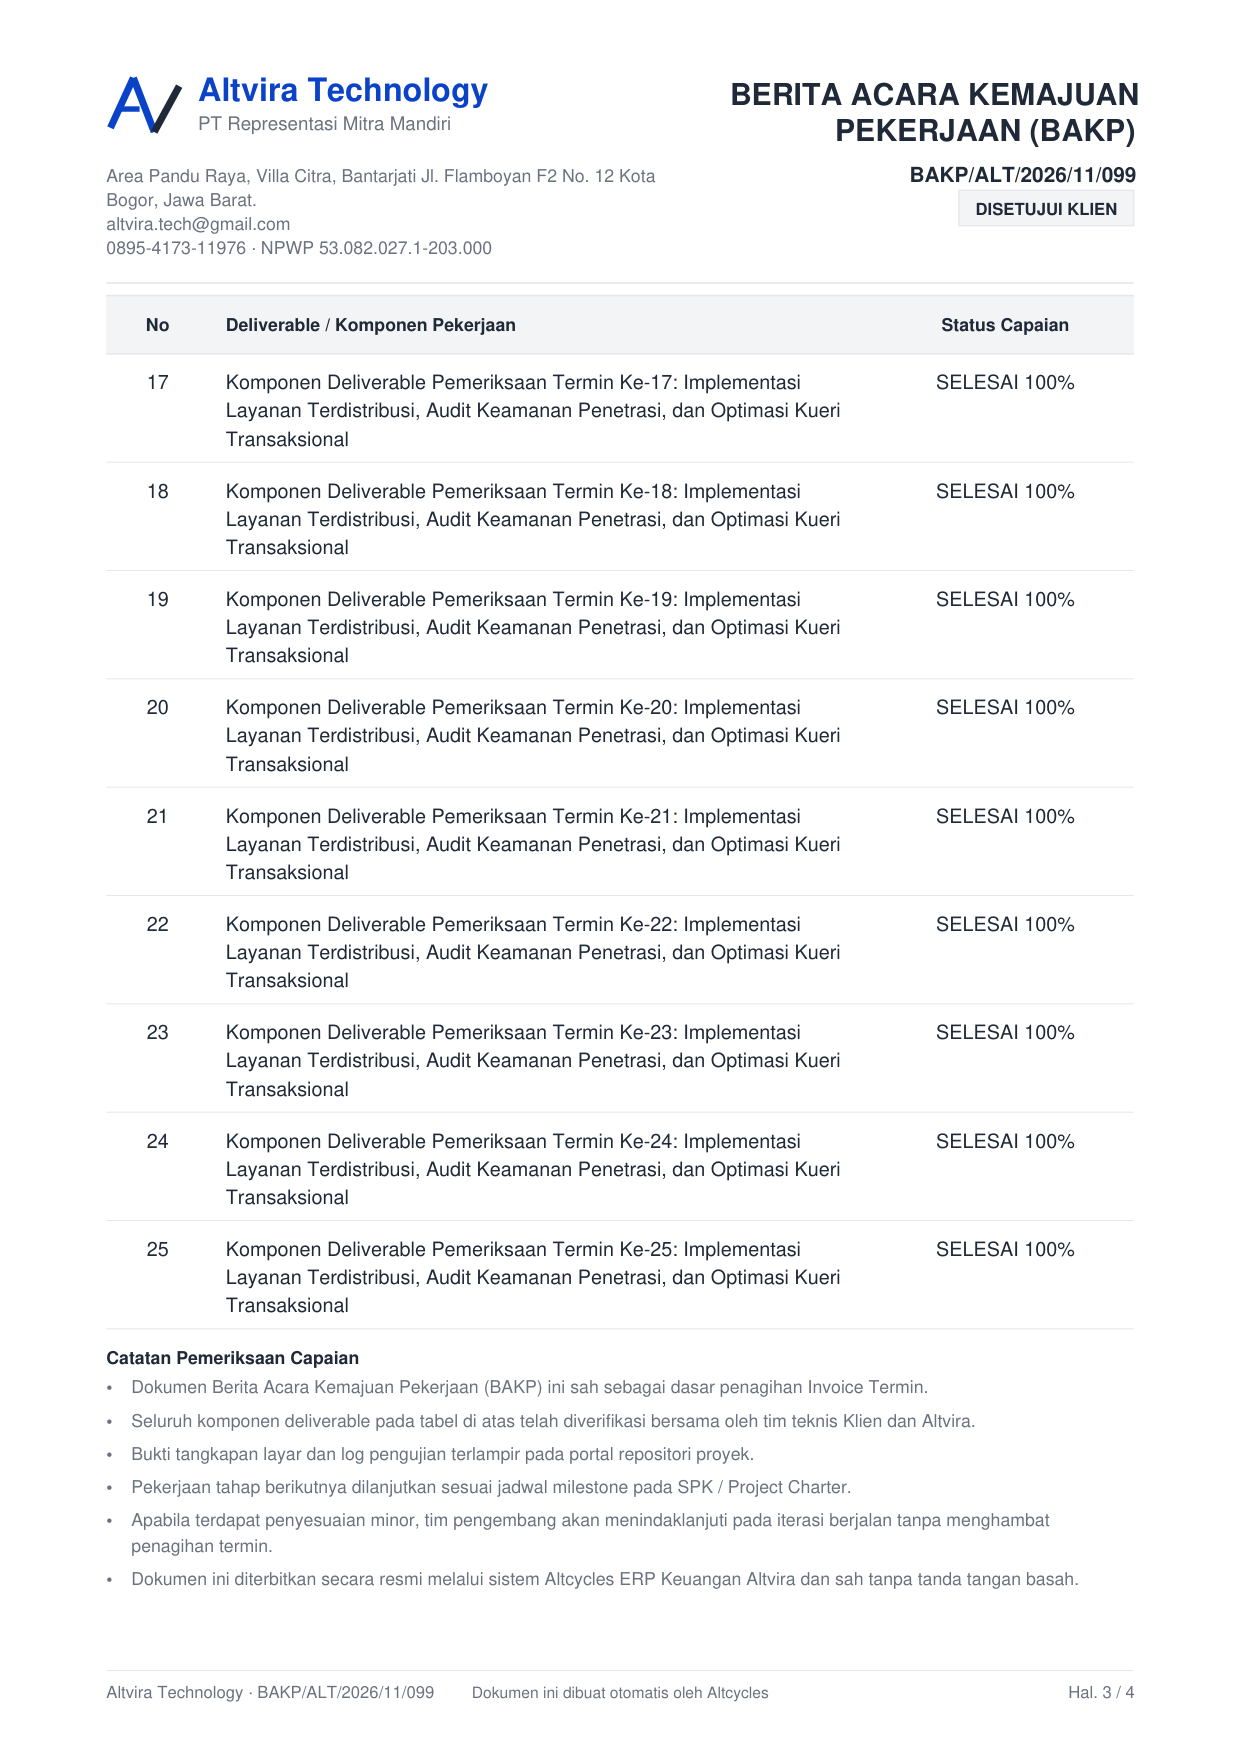 Altvira Technology
PT Representasi Mitra Mandiri
Area Pandu Raya, Villa Citra, Bantarjati Jl. Flamboyan F2 No. 12 Kota
Bogor, Jawa Barat.
altvira.tech@gmail.com
0895-4173-11976 · NPWP 53.082.027.1-203.000
BERITA ACARA KEMAJUAN
PEKERJAAN (BAKP)
BAKP/ALT/2026/11/099
DISETUJUI KLIEN
No Deliverable / Komponen Pekerjaan Status Capaian
17 Komponen Deliverable Pemeriksaan Termin Ke-17: Implementasi SELESAI 100%
Layanan Terdistribusi, Audit Keamanan Penetrasi, dan Optimasi Kueri
Transaksional
18 Komponen Deliverable Pemeriksaan Termin Ke-18: Implementasi SELESAI 100%
Layanan Terdistribusi, Audit Keamanan Penetrasi, dan Optimasi Kueri
Transaksional
19 Komponen Deliverable Pemeriksaan Termin Ke-19: Implementasi SELESAI 100%
Layanan Terdistribusi, Audit Keamanan Penetrasi, dan Optimasi Kueri
Transaksional
20 Komponen Deliverable Pemeriksaan Termin Ke-20: Implementasi SELESAI 100%
Layanan Terdistribusi, Audit Keamanan Penetrasi, dan Optimasi Kueri
Transaksional
21 Komponen Deliverable Pemeriksaan Termin Ke-21: Implementasi SELESAI 100%
Layanan Terdistribusi, Audit Keamanan Penetrasi, dan Optimasi Kueri
Transaksional
22 Komponen Deliverable Pemeriksaan Termin Ke-22: Implementasi SELESAI 100%
Layanan Terdistribusi, Audit Keamanan Penetrasi, dan Optimasi Kueri
Transaksional
23 Komponen Deliverable Pemeriksaan Termin Ke-23: Implementasi SELESAI 100%
Layanan Terdistribusi, Audit Keamanan Penetrasi, dan Optimasi Kueri
Transaksional
24 Komponen Deliverable Pemeriksaan Termin Ke-24: Implementasi SELESAI 100%
Layanan Terdistribusi, Audit Keamanan Penetrasi, dan Optimasi Kueri
Transaksional
25 Komponen Deliverable Pemeriksaan Termin Ke-25: Implementasi SELESAI 100%
Layanan Terdistribusi, Audit Keamanan Penetrasi, dan Optimasi Kueri
Transaksional
Catatan Pemeriksaan Capaian
• Dokumen Berita Acara Kemajuan Pekerjaan (BAKP) ini sah sebagai dasar penagihan Invoice Termin.
• Seluruh komponen deliverable pada tabel di atas telah diverifikasi bersama oleh tim teknis Klien dan Altvira.
• Bukti tangkapan layar dan log pengujian terlampir pada portal repositori proyek.
• Pekerjaan tahap berikutnya dilanjutkan sesuai jadwal milestone pada SPK / Project Charter.
• Apabila terdapat penyesuaian minor, tim pengembang akan menindaklanjuti pada iterasi berjalan tanpa menghambat
penagihan termin.
• Dokumen ini diterbitkan secara resmi melalui sistem Altcycles ERP Keuangan Altvira dan sah tanpa tanda tangan basah.
Altvira Technology · BAKP/ALT/2026/11/099 Dokumen ini dibuat otomatis oleh Altcycles Hal. 3 / 4